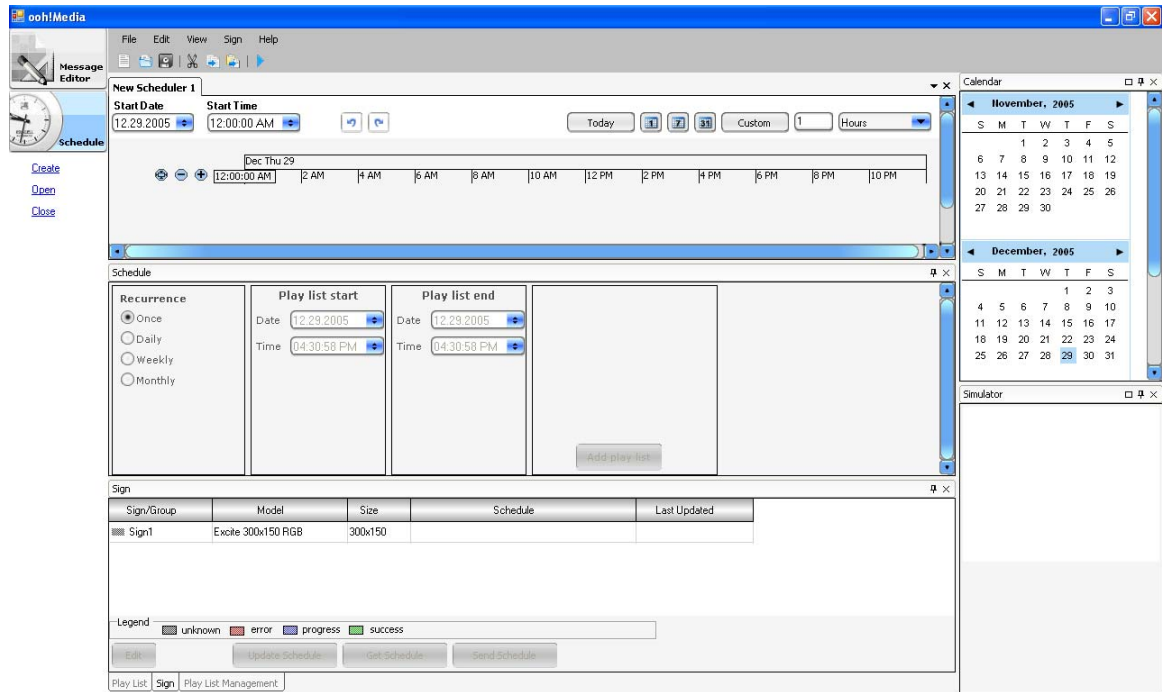 ooh!Media
File Edit View Sign Help
Message Editor
Schedule
Create
Open
Close
New Scheduler 1
Start Date Start Time
12.29.2005 12:00:00 AM Today 1 7 31 Custom 1 Hours
Dec Thu 29
12:00:00 AM 2 AM 4 AM 6 AM 8 AM 10 AM 12 PM 2 PM 4 PM 6 PM 8 PM 10 PM
Schedule
Recurrence
Once
Daily
Weekly
Monthly
Play list start
Date 12.29.2005
Time 04:30:58 PM
Play list end
Date 12.29.2005
Time 04:30:58 PM
Add play list
Sign
Sign/Group Model Size Schedule Last Updated
Sign1 Excite 300x150 RGB 300x150
Legend
unknown error progress success
Edit Update Schedule Get Schedule Send Schedule
Play List Sign Play List Management
Calendar
November, 2005
S M T W T F S
1 2 3 4 5
6 7 8 9 10 11 12
13 14 15 16 17 18 19
20 21 22 23 24 25 26
27 28 29 30
December, 2005
S M T W T F S
1 2 3
4 5 6 7 8 9 10
11 12 13 14 15 16 17
18 19 20 21 22 23 24
25 26 27 28 29 30 31
Simulator